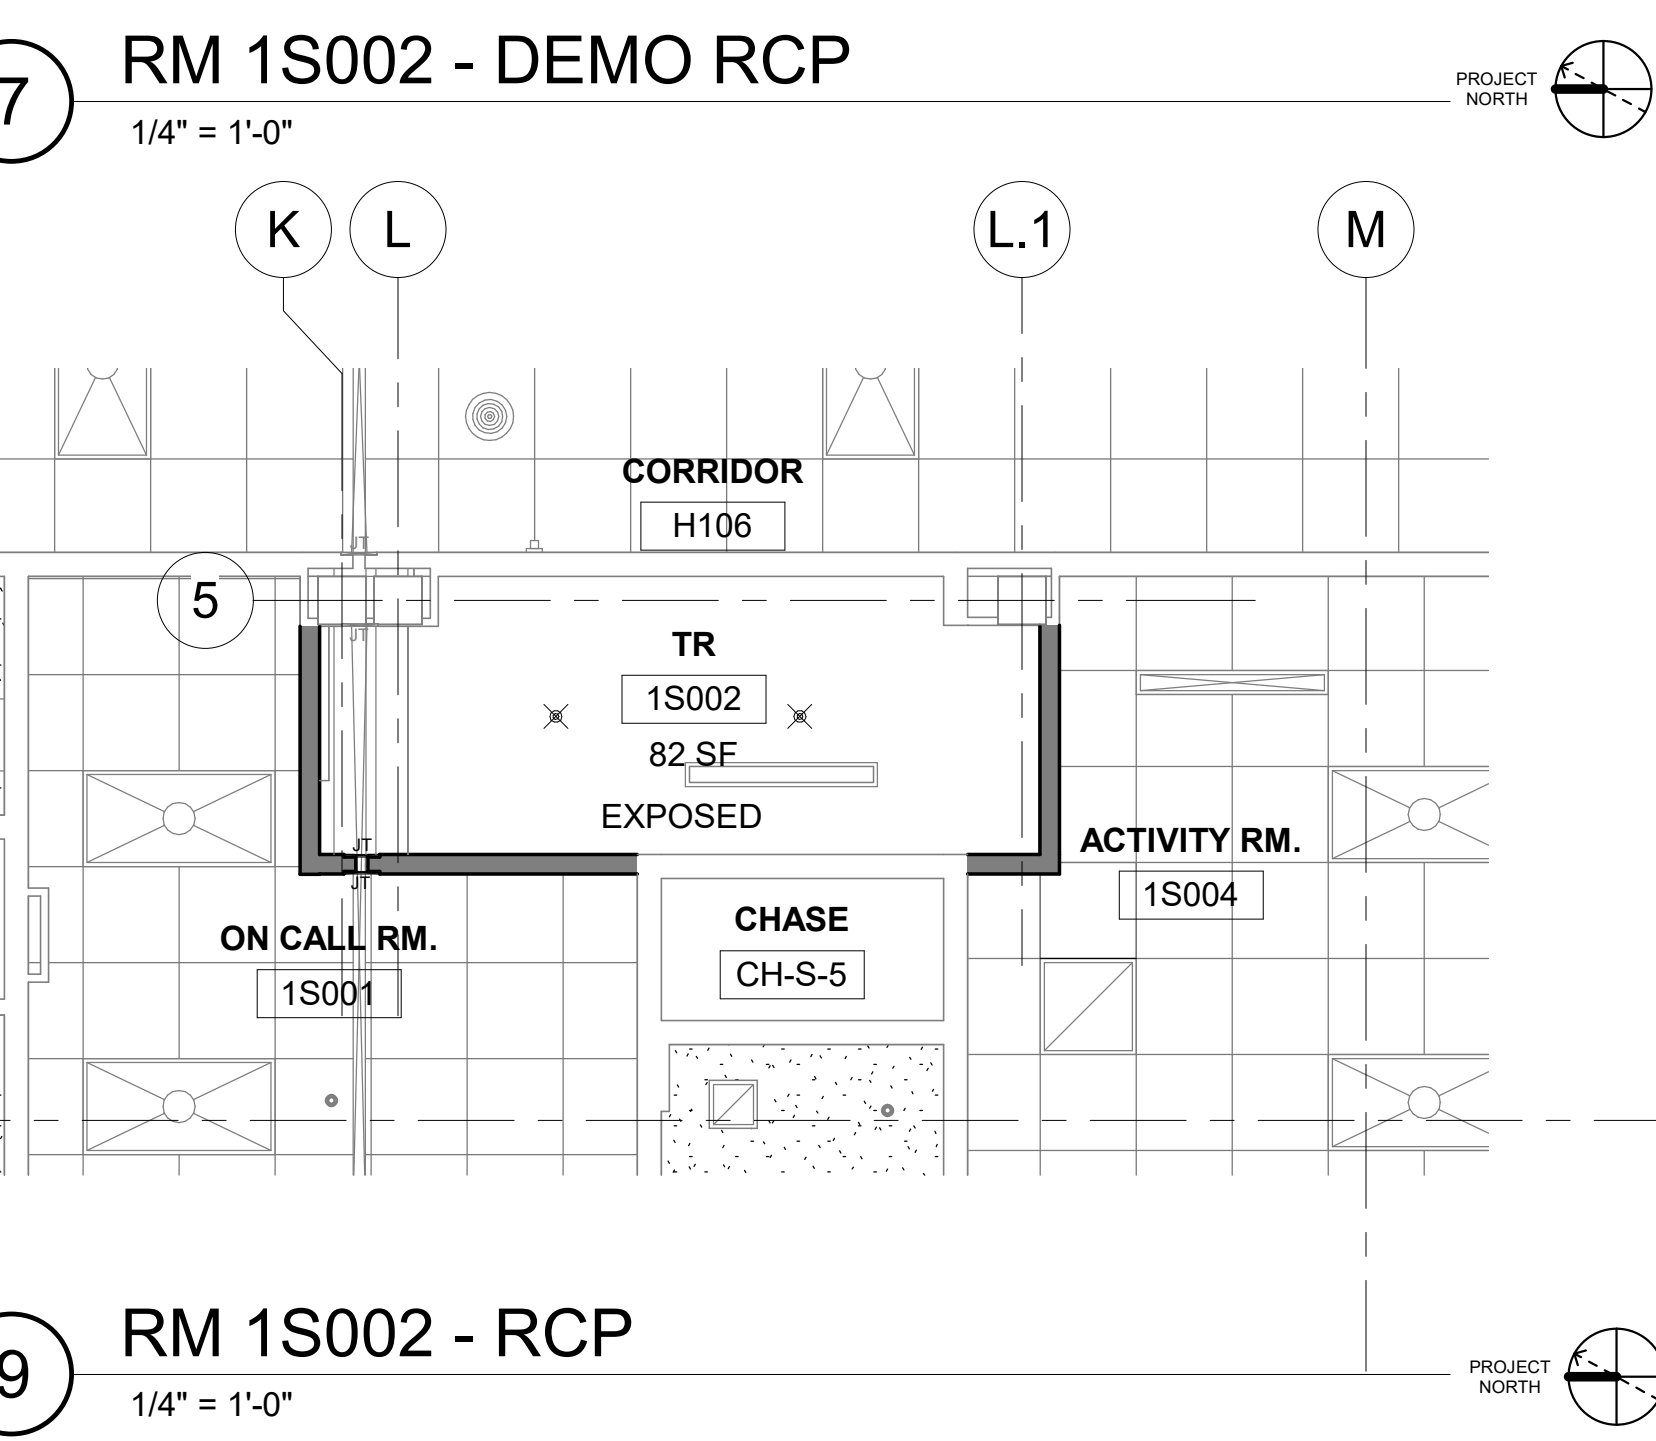 7
RM 1S002 - DEMO RCP
1/4" = 1'-0"
PROJECT
NORTH
K
L
L.1
M
CORRIDOR
H106
JT
5
JT
TR
1S002
82 SF
EXPOSED
JT
JT
ACTIVITY RM.
1S004
ON CALL RM.
1S001
CHASE
CH-S-5
9
RM 1S002 - RCP
1/4" = 1'-0"
PROJECT
NORTH